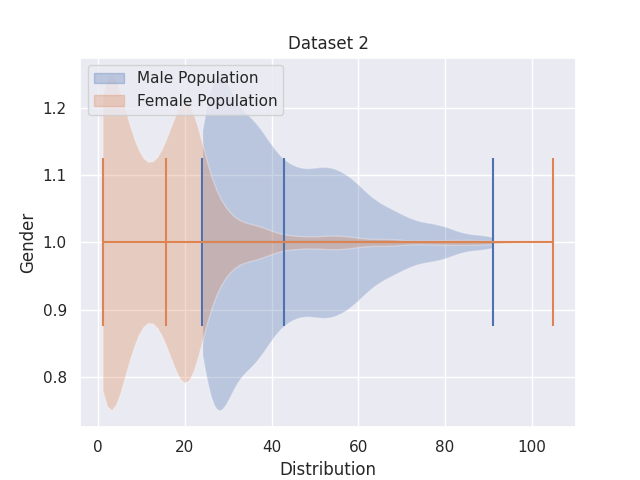 Dataset 2
Male Population
Female Population
1.2
1.1
1.0
0.9
0.8
Gender
0 20 40 60 80 100
Distribution